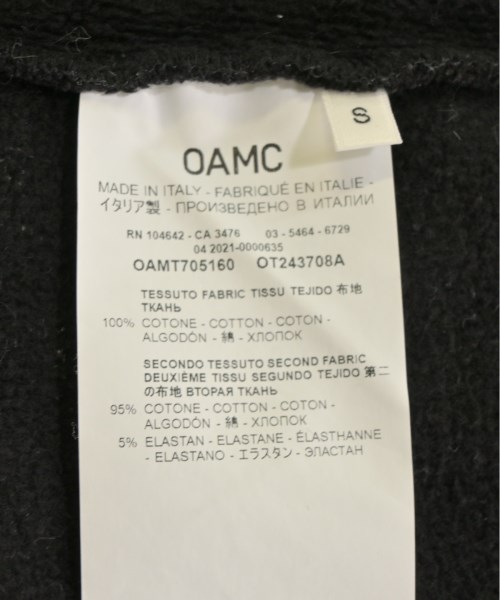 S
OAMC
MADE IN ITALY - FABRIQUÉ EN ITALIE -
イタリア製 - ПРОИЗВЕДЕНО В ИТАЛИИ
RN 104642 - CA 3476 03 - 5464 - 6729
04 2021-0000635
OAMT705160 OT243708A
TESSUTO FABRIC TISSU TEJIDO 布地
ТКАНЬ
100% COTONE - COTTON - COTON -
ALGODÓN - 綿 - ХЛОПОК
SECONDO TESSUTO SECOND FABRIC
DEUXIÈME TISSU SEGUNDO TEJIDO 第二
の布地 ВТОРАЯ ТКАНЬ
95% COTONE - COTTON - COTON -
ALGODÓN - 綿 - ХЛОПОК
5% ELASTAN - ELASTANE - ÉLASTHANNE
- ELASTANO - エラスタン - ЭЛАСТАН